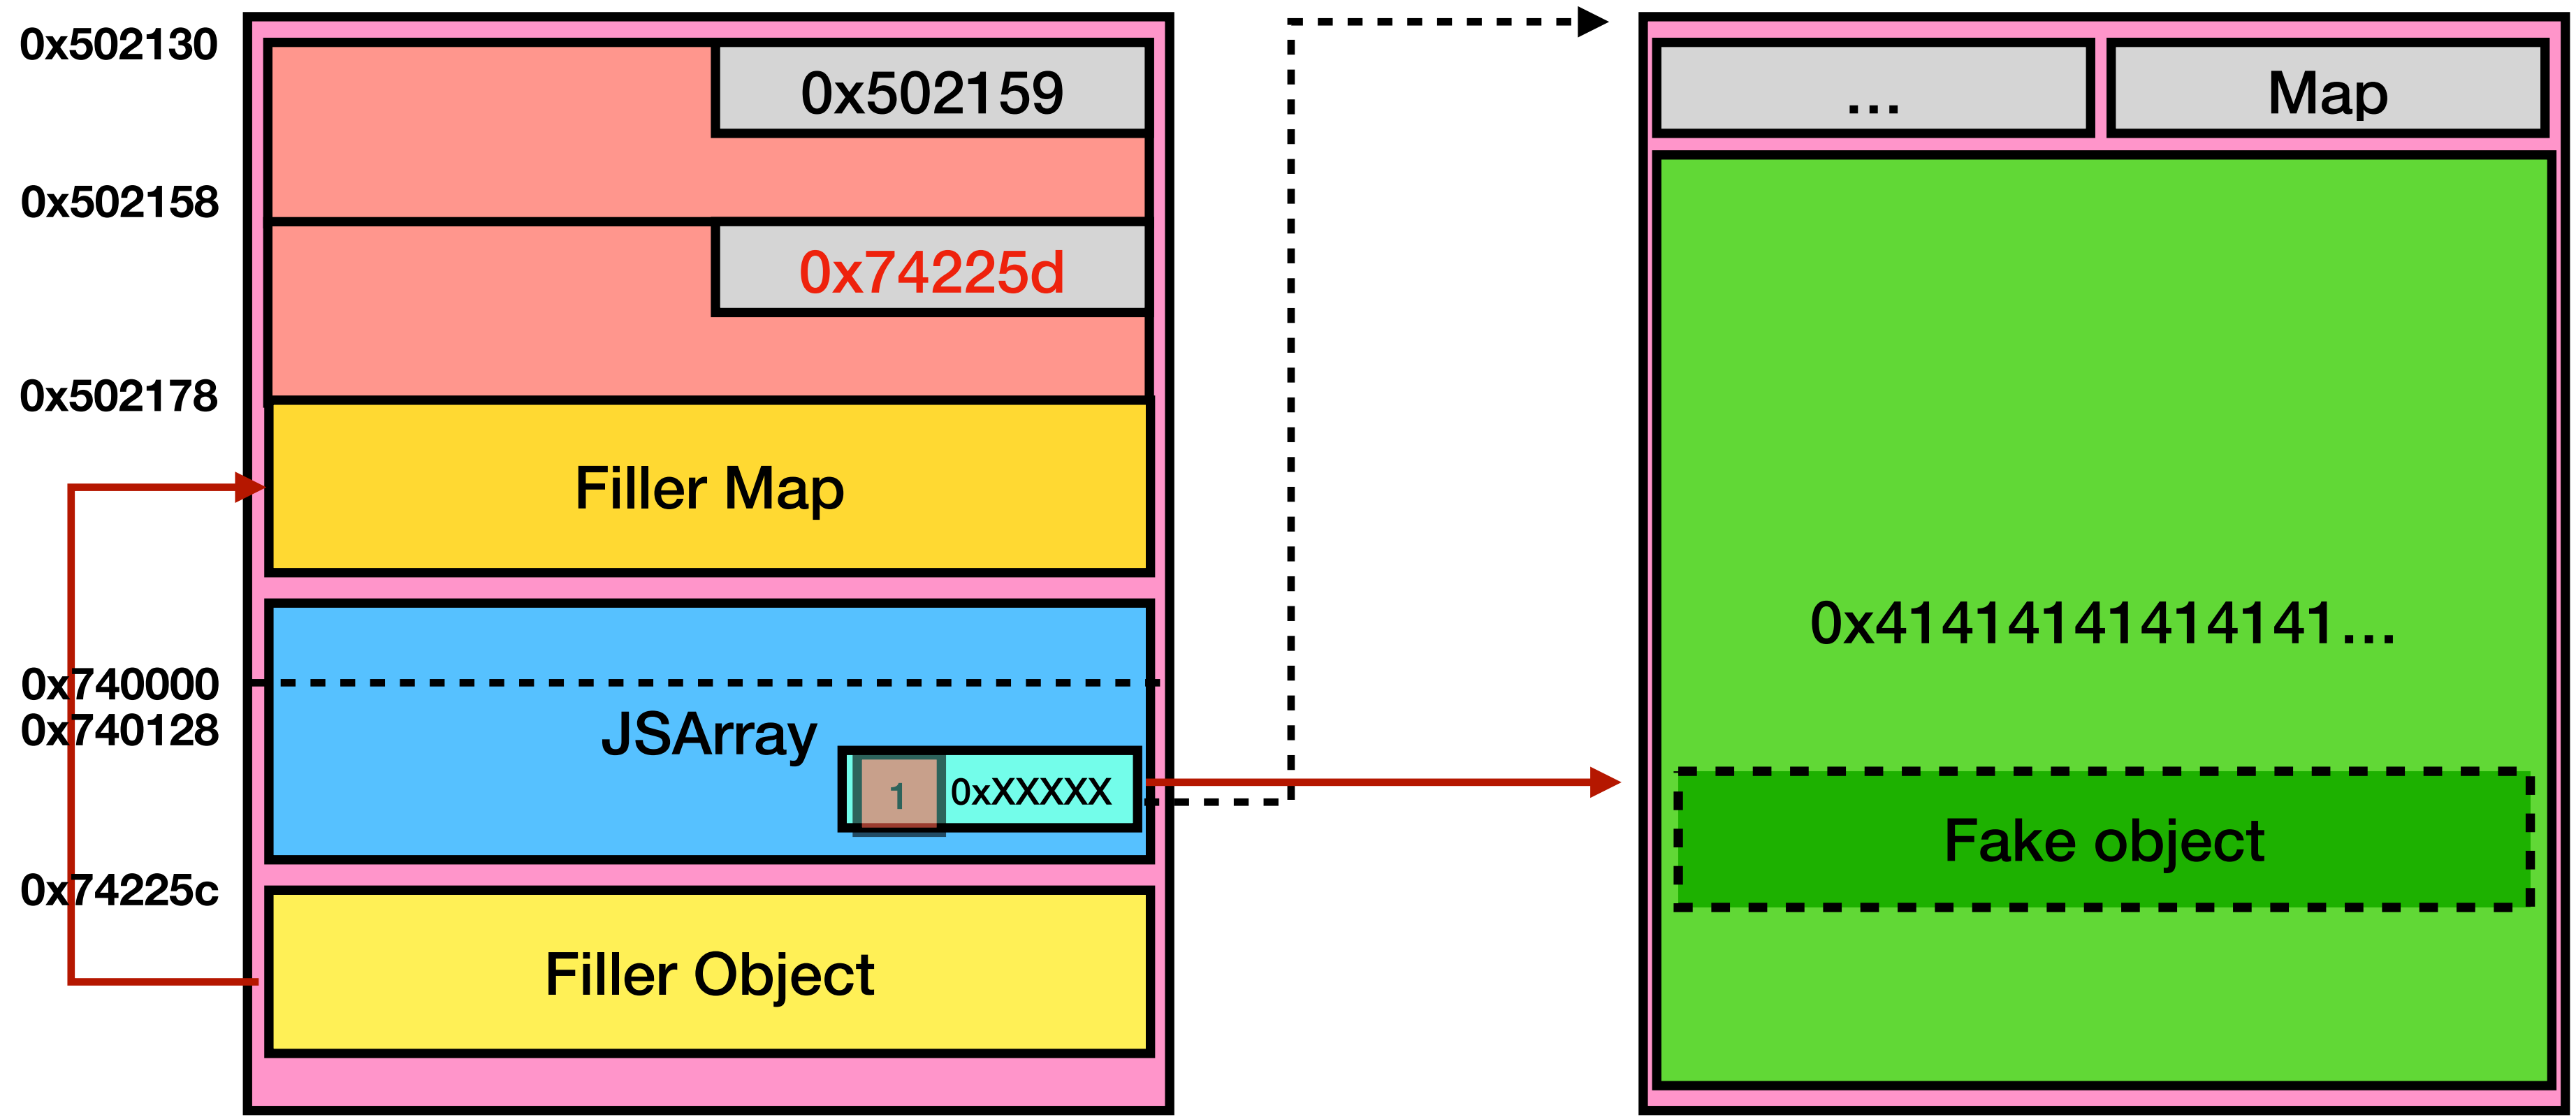 0x502130
0x502159
... Map
0x502158
0x74225d
0x502178
Filler Map
0x41414141414141...
0x740000
0x740128
JSArray
1 0xXXXXX
Fake object
0x74225c
Filler Object